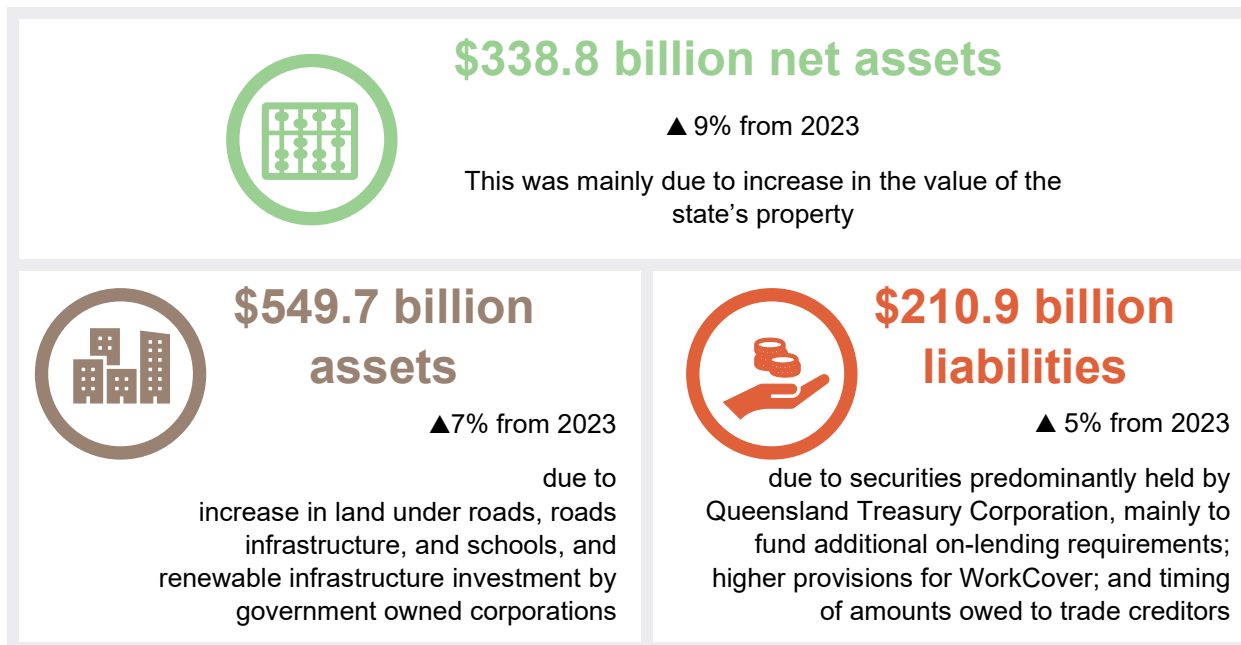 $338.8 billion net assets
▲ 9% from 2023
This was mainly due to increase in the value of the
state’s property
$549.7 billion
assets
▲7% from 2023
due to
increase in land under roads, roads
infrastructure, and schools, and
renewable infrastructure investment by
government owned corporations
$210.9 billion
liabilities
▲ 5% from 2023
due to securities predominantly held by
Queensland Treasury Corporation, mainly to
fund additional on-lending requirements;
higher provisions for WorkCover; and timing
of amounts owed to trade creditors